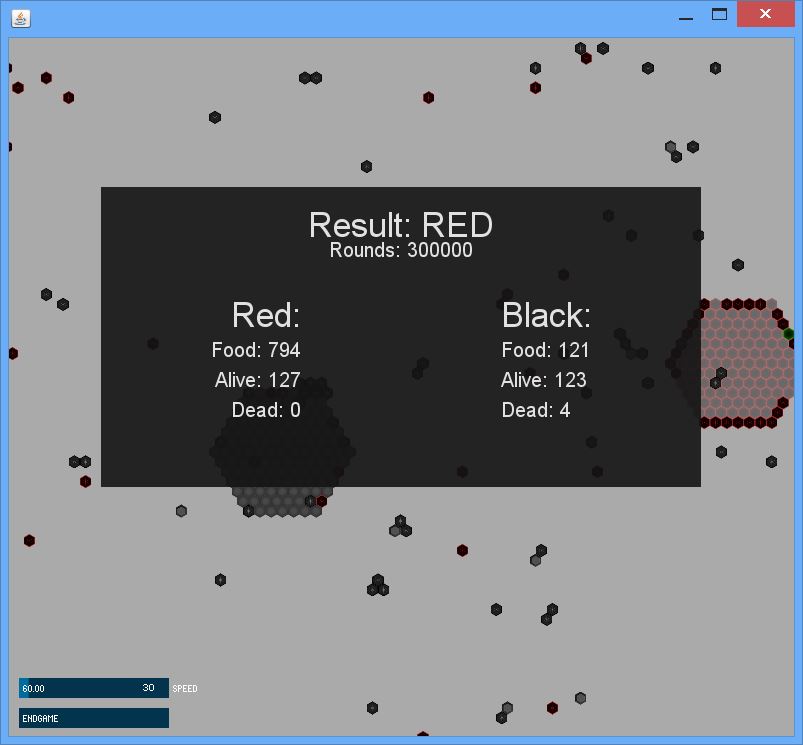 Result: RED
Rounds: 300000
Red:
Food: 794
Alive: 127
Dead: 0
Black:
Food: 121
Alive: 123
Dead: 4
60.00 30 SPEED
ENDGAME